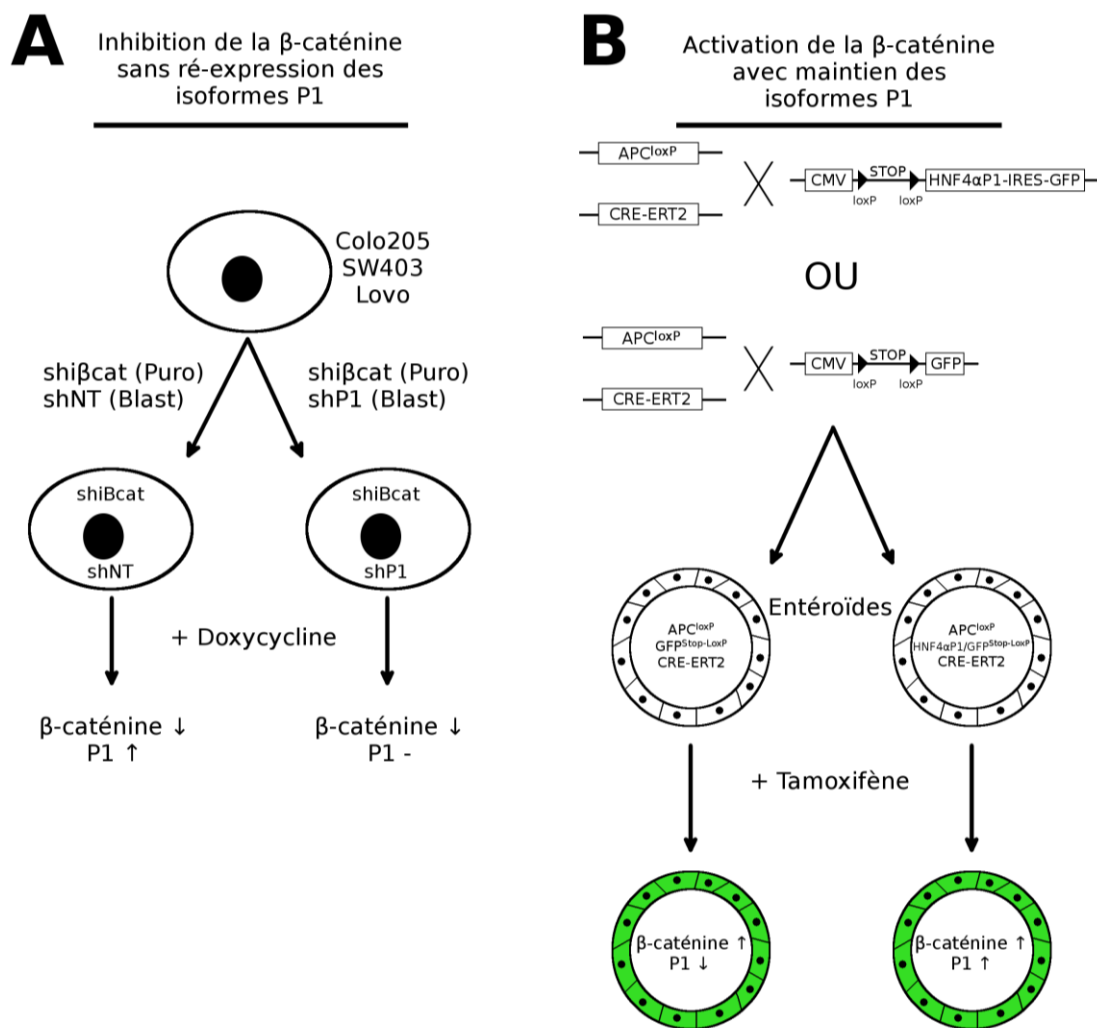 A
Inhibition de la β-caténine
sans ré-expression des
isoformes P1
Colo205
SW403
Lovo
shiβcat (Puro)
shNT (Blast)
shiβcat (Puro)
shP1 (Blast)
shiBcat
shNT
shiBcat
shP1
+ Doxycycline
β-caténine ↓
P1 ↑
β-caténine ↓
P1 -
B
Activation de la β-caténine
avec maintien des
isoformes P1
APCloxP
CRE-ERT2
CMV
STOP
HNF4αP1-IRES-GFP
loxP
loxP
OU
APCloxP
CRE-ERT2
CMV
STOP
GFP
loxP
loxP
Entéroïdes
APCloxP
GFPStop-LoxP
CRE-ERT2
APCloxP
HNF4αP1/GFPStop-LoxP
CRE-ERT2
+ Tamoxifène
β-caténine ↑
P1 ↓
β-caténine ↑
P1 ↑